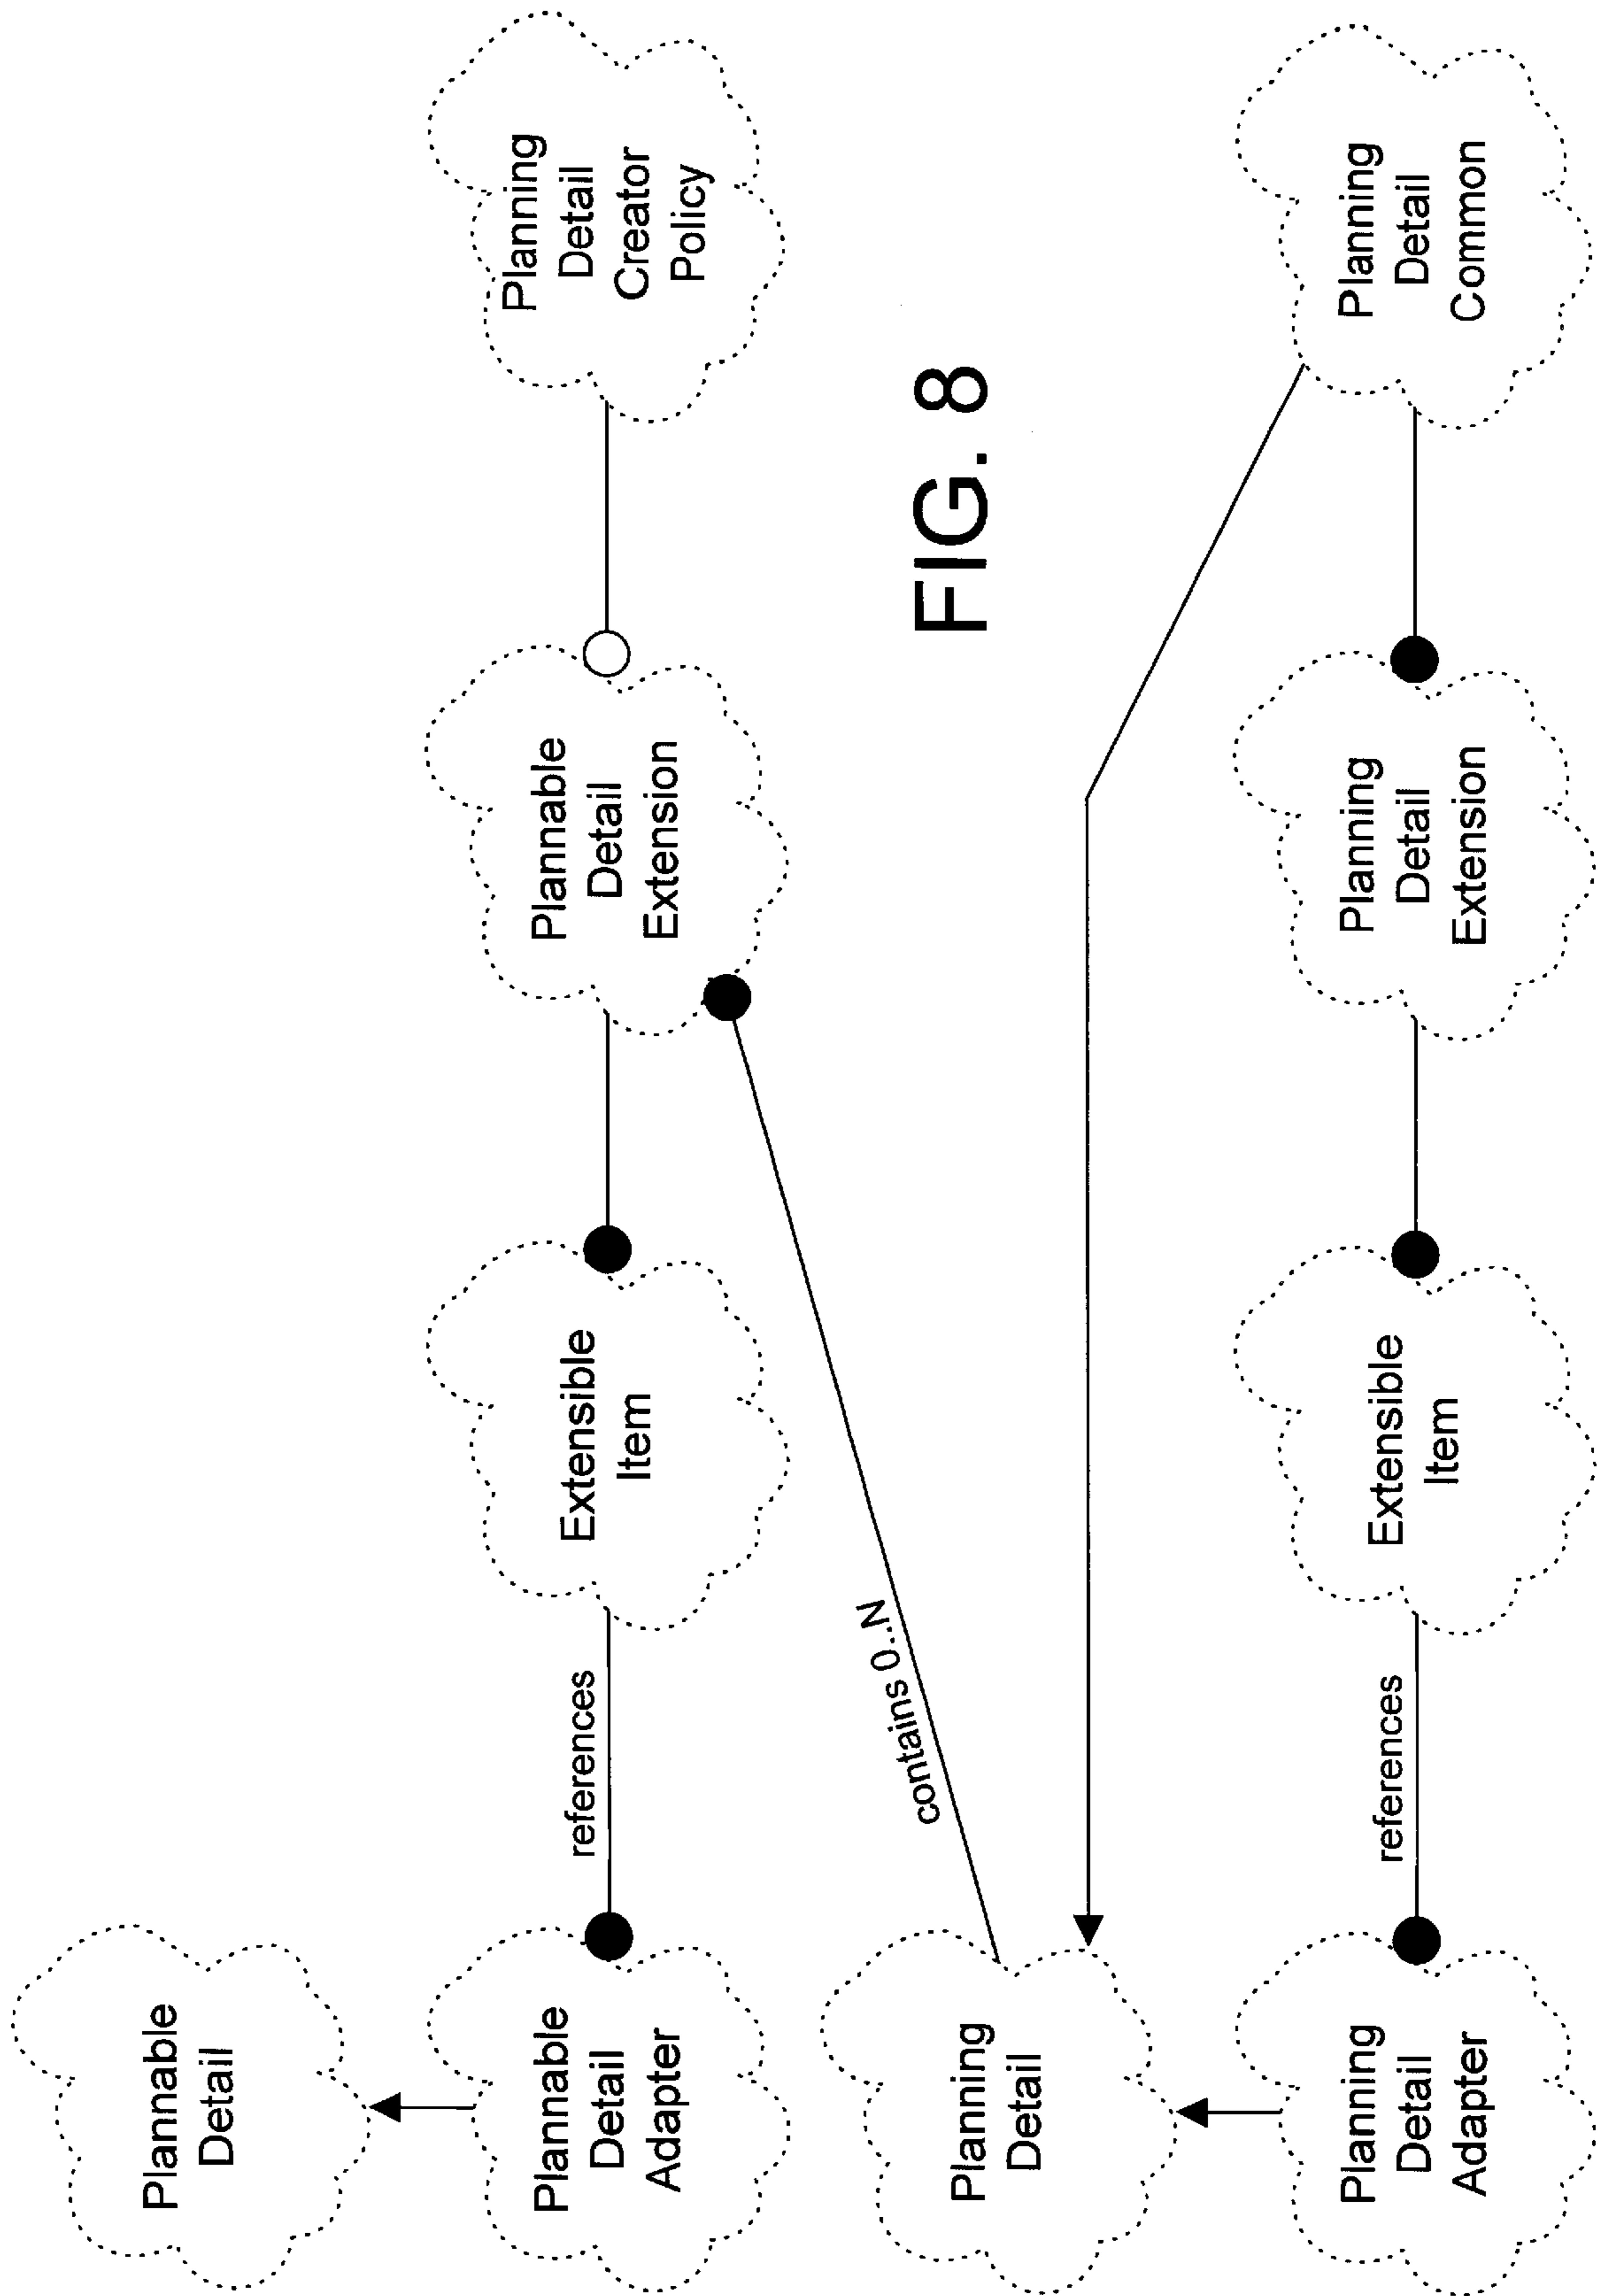 Plannable
Detail
Plannable
Detail
Adapter
references
Extensible
Item
Plannable
Detail
Extension
Planning
Detail
Creator
Policy
contains 0..N
FIG. 8
Planning
Detail
Planning
Detail
Adapter
references
Extensible
Item
Planning
Detail
Extension
Planning
Detail
Common